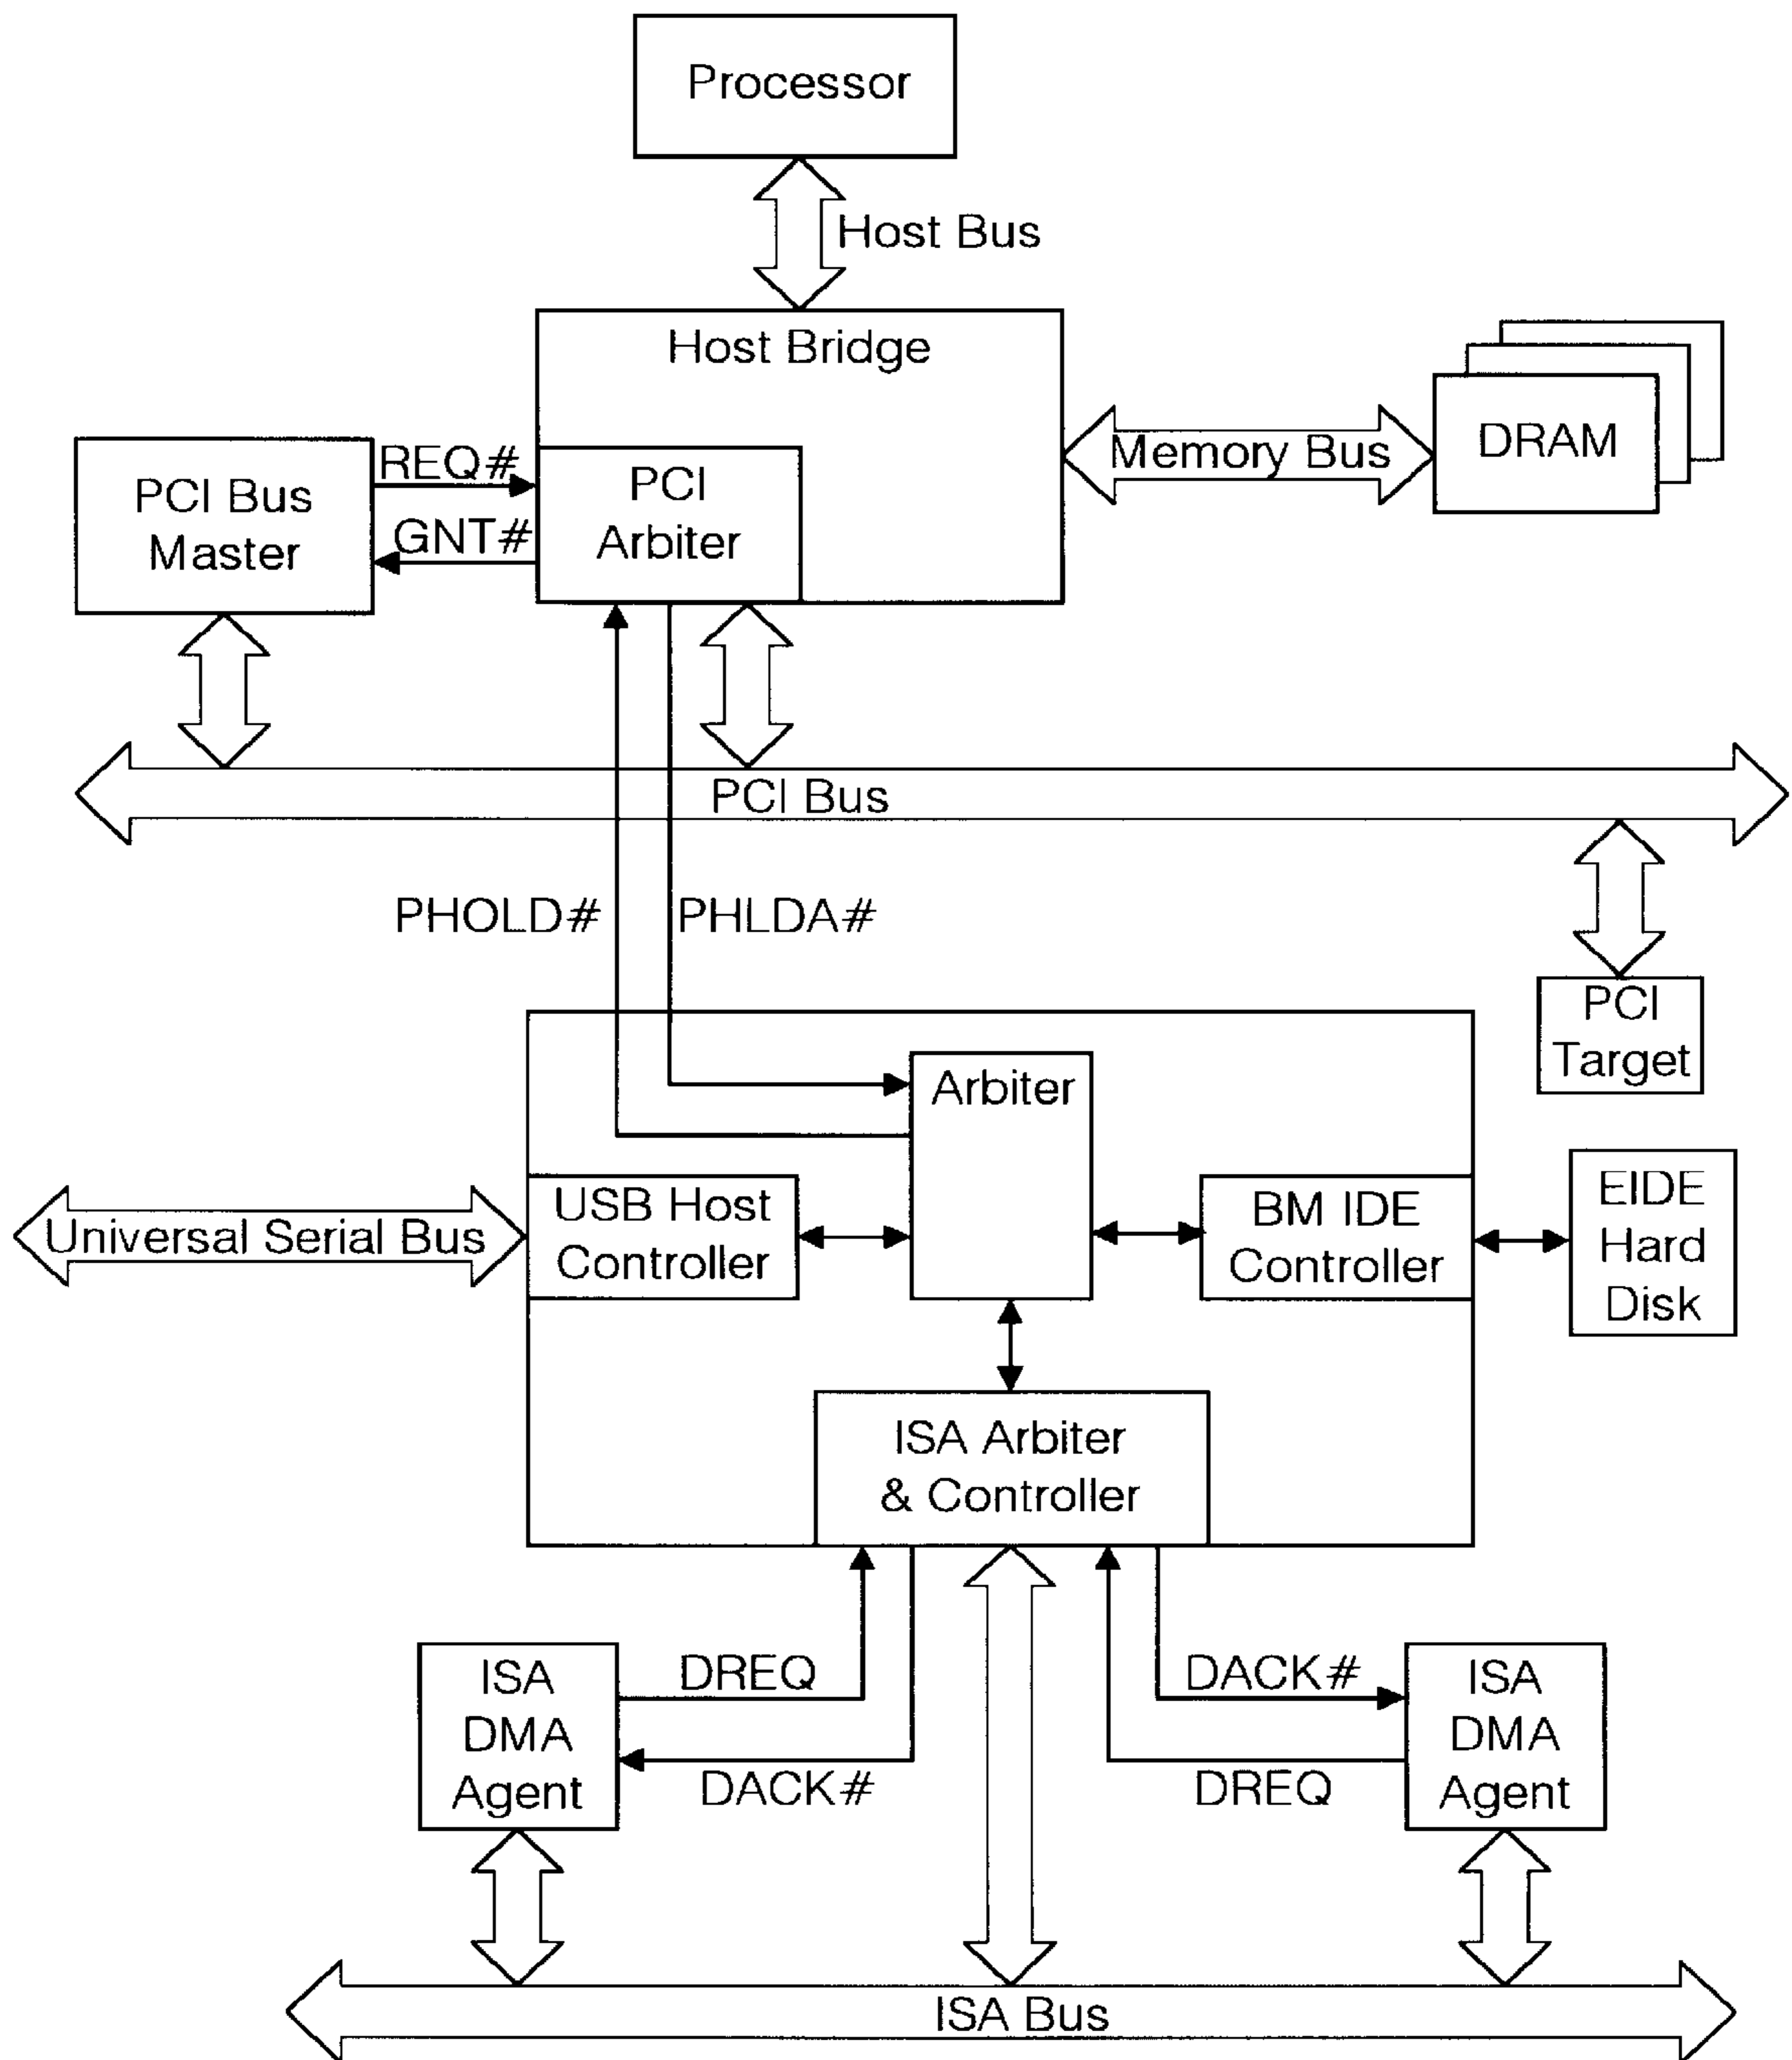 Processor
Host Bus
Host Bridge
REQ#
PCI Bus
Master
GNT#
PCI
Arbiter
Memory Bus
DRAM
PCI Bus
PHOLD#
PHLDA#
PCI
Target
Arbiter
Universal Serial Bus
USB Host
Controller
BM IDE
Controller
EIDE
Hard
Disk
ISA Arbiter
& Controller
ISA
DMA
Agent
DREQ
DACK#
DACK#
DREQ
ISA
DMA
Agent
ISA Bus